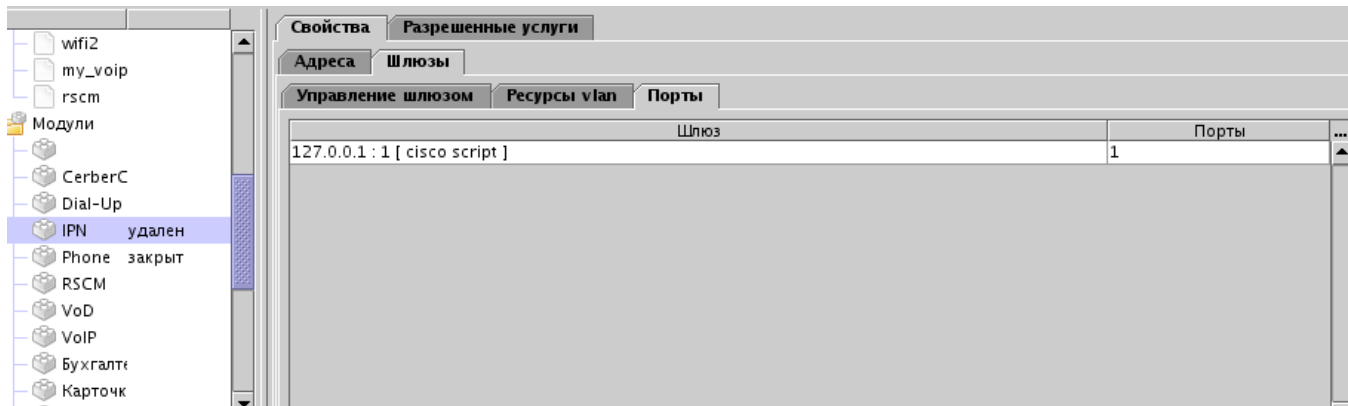 wifi2
my_voip
rscm
Модули
CerberC
Dial-Up
IPN удален
Phone закрыт
RSCM
VoD
VoIP
Бухгалте
Карточк
Свойства Разрешенные услуги
Адреса Шлюзы
Управление шлюзом Ресурсы vlan Порты
Шлюз Порты ...
127.0.0.1 : 1 [ cisco script ] 1